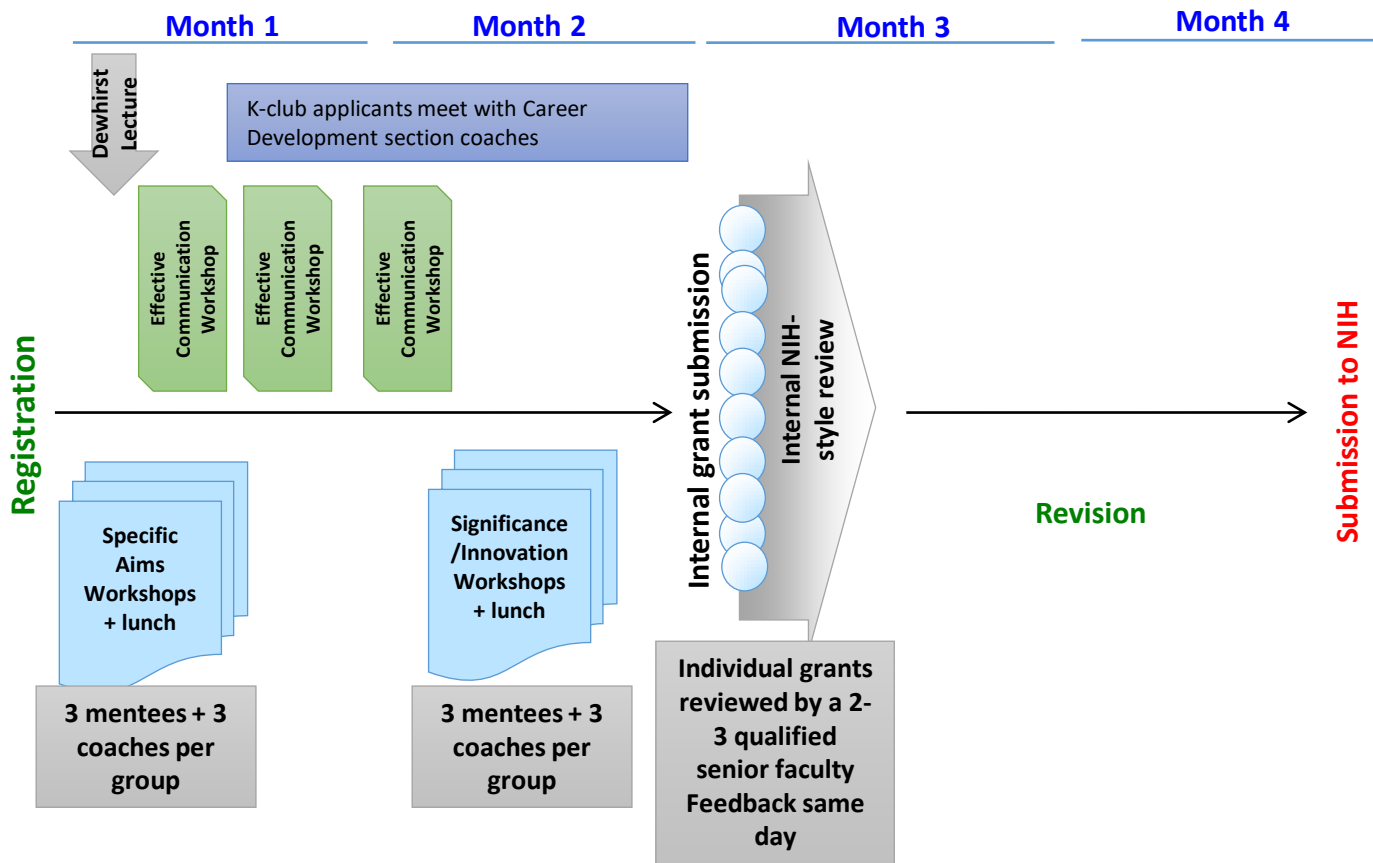 Month 1
Month 2
Month 3
Month 4
Dewhirst
Lecture
K-club applicants meet with Career
Development section coaches
Effective
Communication
Workshop
Effective
Communication
Workshop
Effective
Communication
Workshop
Registration
Internal grant submission
Internal NIH-
style review
Submission to NIH
Revision
Specific
Aims
Workshops
+ lunch
Significance
/Innovation
Workshops
+ lunch
3 mentees + 3
coaches per
group
3 mentees + 3
coaches per
group
Individual grants
reviewed by a 2-
3 qualified
senior faculty
Feedback same
day